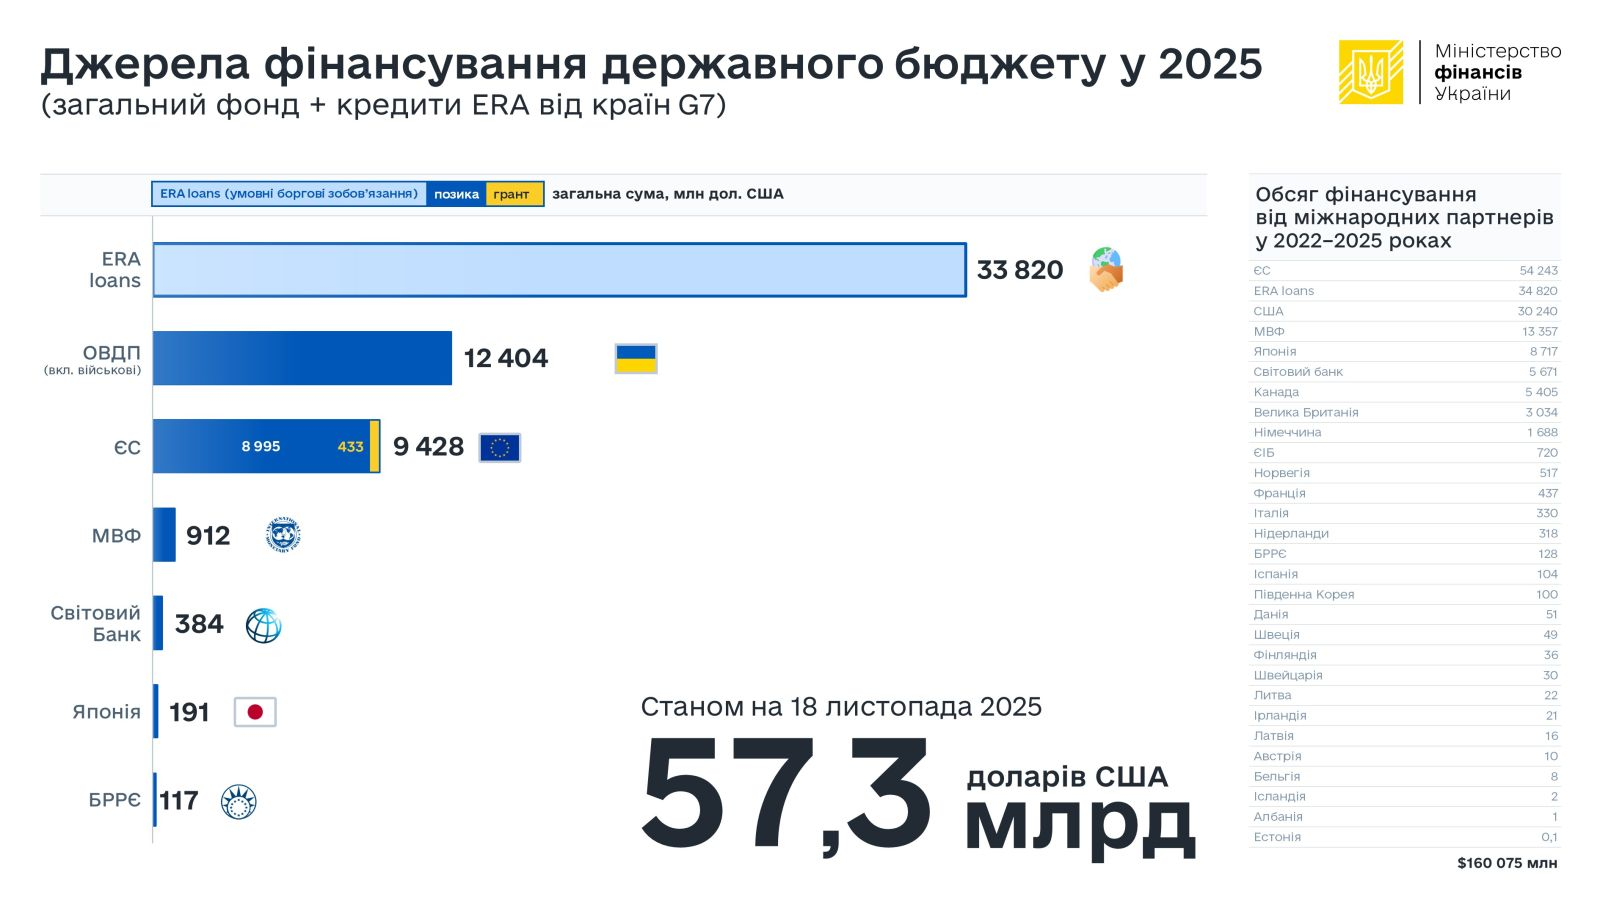 Джерела фінансування державного бюджету у 2025
(загальний фонд + кредити ERA від країн G7)
Міністерство
фінансів
України
ERA loans (умовні боргові зобов'язання) позика грант загальна сума, млн дол. США
ERA
loans
33 820
ОВДП
(вкл. військові)
12 404
ЄС
8 995 433 9 428
МВФ
912
Світовий
Банк
384
Японія
191
БРРЄ
117
Станом на 18 листопада 2025
57,3 доларів США
млрд
Обсяг фінансування
від міжнародних партнерів
у 2022–2025 роках
ЄС 54 243
ERA loans 34 820
США 30 240
МВФ 13 357
Японія 8 717
Світовий банк 5 671
Канада 5 405
Велика Британія 3 034
Німеччина 1 688
ЄІБ 720
Норвегія 517
Франція 437
Італія 330
Нідерланди 318
БРРЄ 128
Іспанія 104
Південна Корея 100
Данія 51
Швеція 49
Фінляндія 36
Швейцарія 30
Литва 22
Ірландія 21
Латвія 16
Австрія 10
Бельгія 8
Ісландія 2
Албанія 1
Естонія 0,1
$160 075 млн